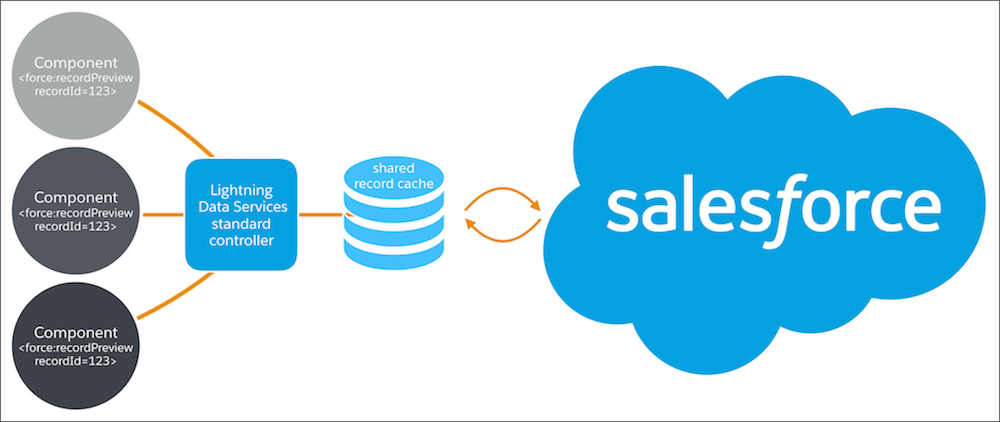 Component
<force:recordPreview
recordId=123>
Component
<force:recordPreview
recordId=123>
Component
<force:recordPreview
recordId=123>
Lightning
Data Services
standard
controller
shared
record cache
salesforce